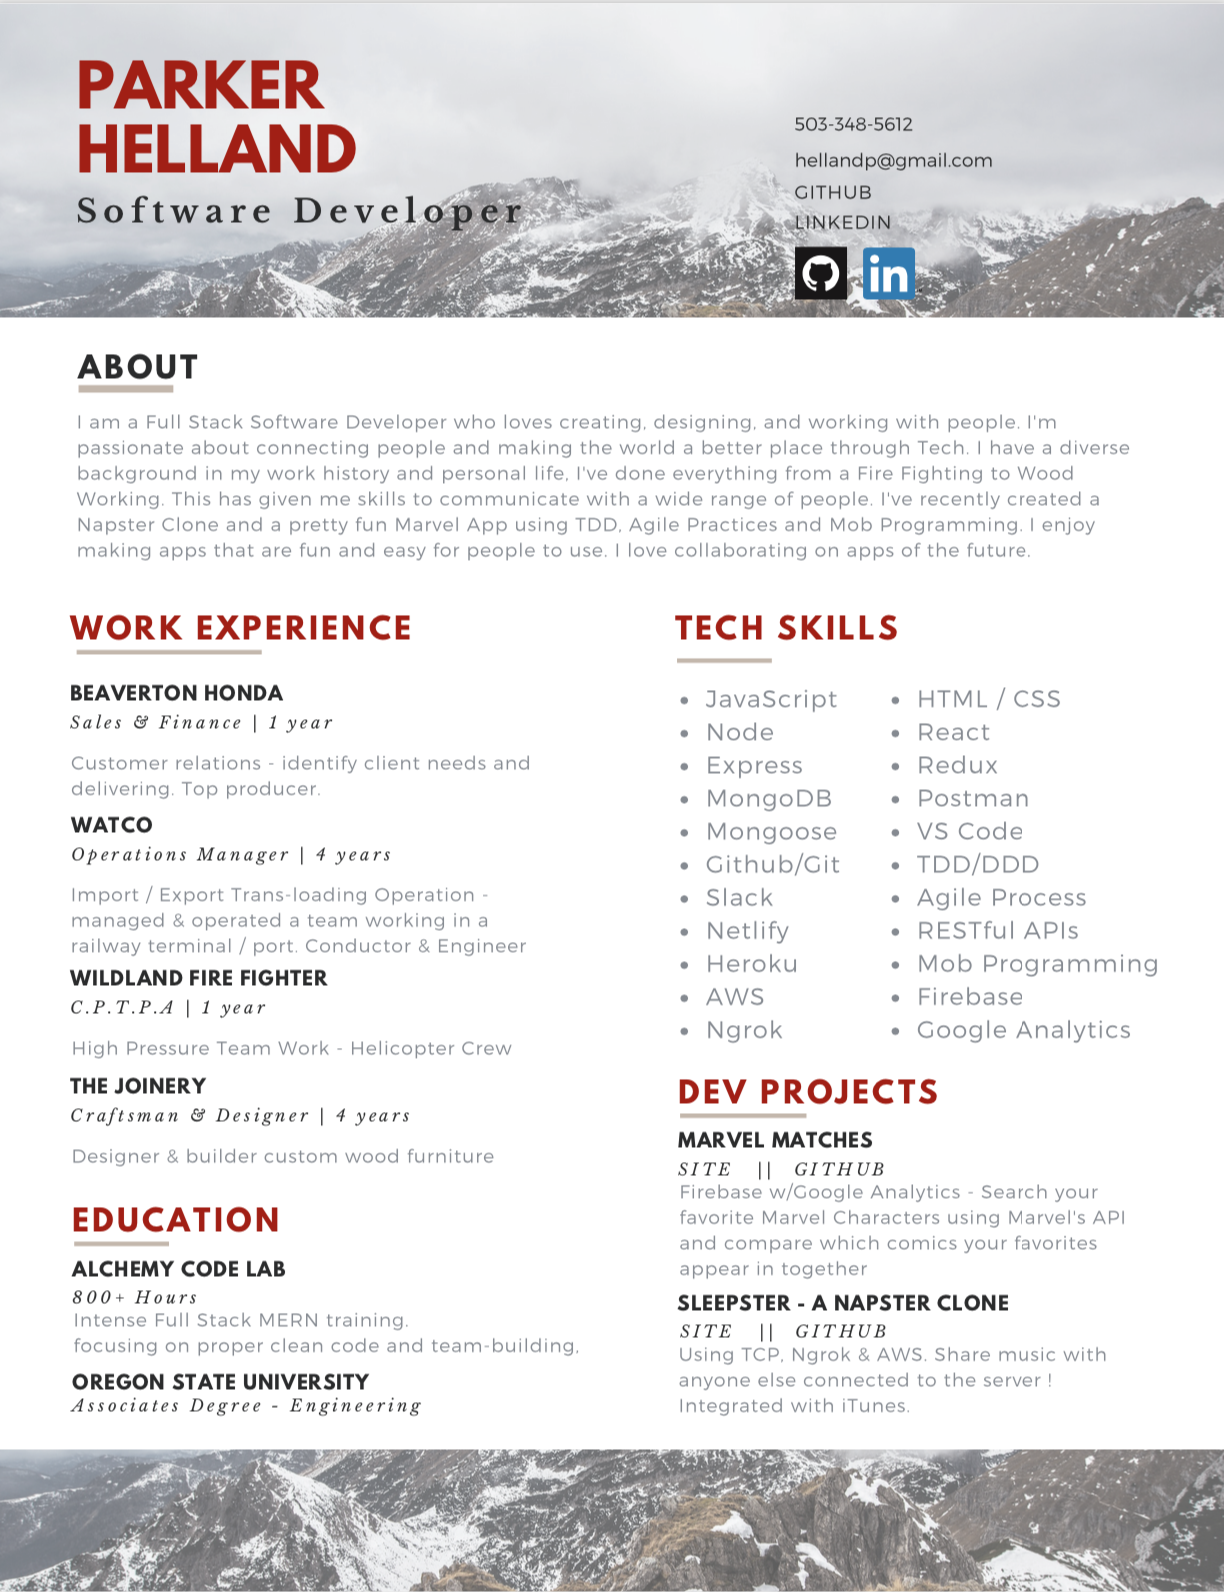 PARKER
HELLAND
Software Developer
503-348-5612
hellandp@gmail.com
GITHUB
LINKEDIN
in
ABOUT
I am a Full Stack Software Developer who loves creating, designing, and working with people. I'm
passionate about connecting people and making the world a better place through Tech. I have a diverse
background in my work history and personal life, I've done everything from a Fire Fighting to Wood
Working. This has given me skills to communicate with a wide range of people. I've recently created a
Napster Clone and a pretty fun Marvel App using TDD, Agile Practices and Mob Programming. I enjoy
making apps that are fun and easy for people to use. I love collaborating on apps of the future.
WORK EXPERIENCE
BEAVERTON HONDA
Sales & Finance | 1 year
Customer relations - identify client needs and
delivering. Top producer.
WATCO
Operations Manager | 4 years
Import / Export Trans-loading Operation -
managed & operated a team working in a
railway terminal / port. Conductor & Engineer
WILDLAND FIRE FIGHTER
C.P.T.P.A | 1 year
High Pressure Team Work - Helicopter Crew
THE JOINERY
Craftsman & Designer | 4 years
Designer & builder custom wood furniture
EDUCATION
ALCHEMY CODE LAB
800+ Hours
Intense Full Stack MERN training.
focusing on proper clean code and team-building,
OREGON STATE UNIVERSITY
Associates Degree - Engineering
TECH SKILLS
• JavaScript
• Node
• Express
• MongoDB
• Mongoose
• Github/Git
• Slack
• Netlify
• Heroku
• AWS
• Ngrok
• HTML / CSS
• React
• Redux
• Postman
• VS Code
• TDD/DDD
• Agile Process
• RESTful APIs
• Mob Programming
• Firebase
• Google Analytics
DEV PROJECTS
MARVEL MATCHES
SITE || GITHUB
Firebase w/Google Analytics - Search your
favorite Marvel Characters using Marvel's API
and compare which comics your favorites
appear in together
SLEEPSTER - A NAPSTER CLONE
SITE || GITHUB
Using TCP, Ngrok & AWS. Share music with
anyone else connected to the server !
Integrated with iTunes.